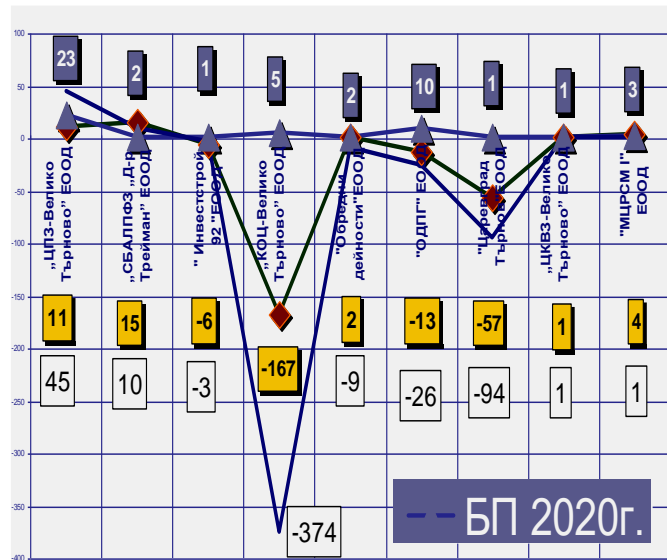 100
50
0
-50
-100
-150
-200
-250
-300
-350
-400
23
2
1
5
2
10
1
1
3
„ЦПЗ-Велико
Търново” ЕООД
„СБАЛПФЗ „Д-р
Трейман” ЕООД
" Инвестстрой
92 "ЕООД
„КОЦ-Велико
Търново” ЕООД
"Обредни
дейности"ЕООД
"ОДПГ" ЕООД
"Царевград
Търнов" ЕООД
„ЦКВЗ-Велико
Търново” ЕООД
"МЦРСМ I"
ЕООД
11
15
-6
-167
2
-13
-57
1
4
45
10
-3
-374
-9
-26
-94
1
1
БП 2020г.